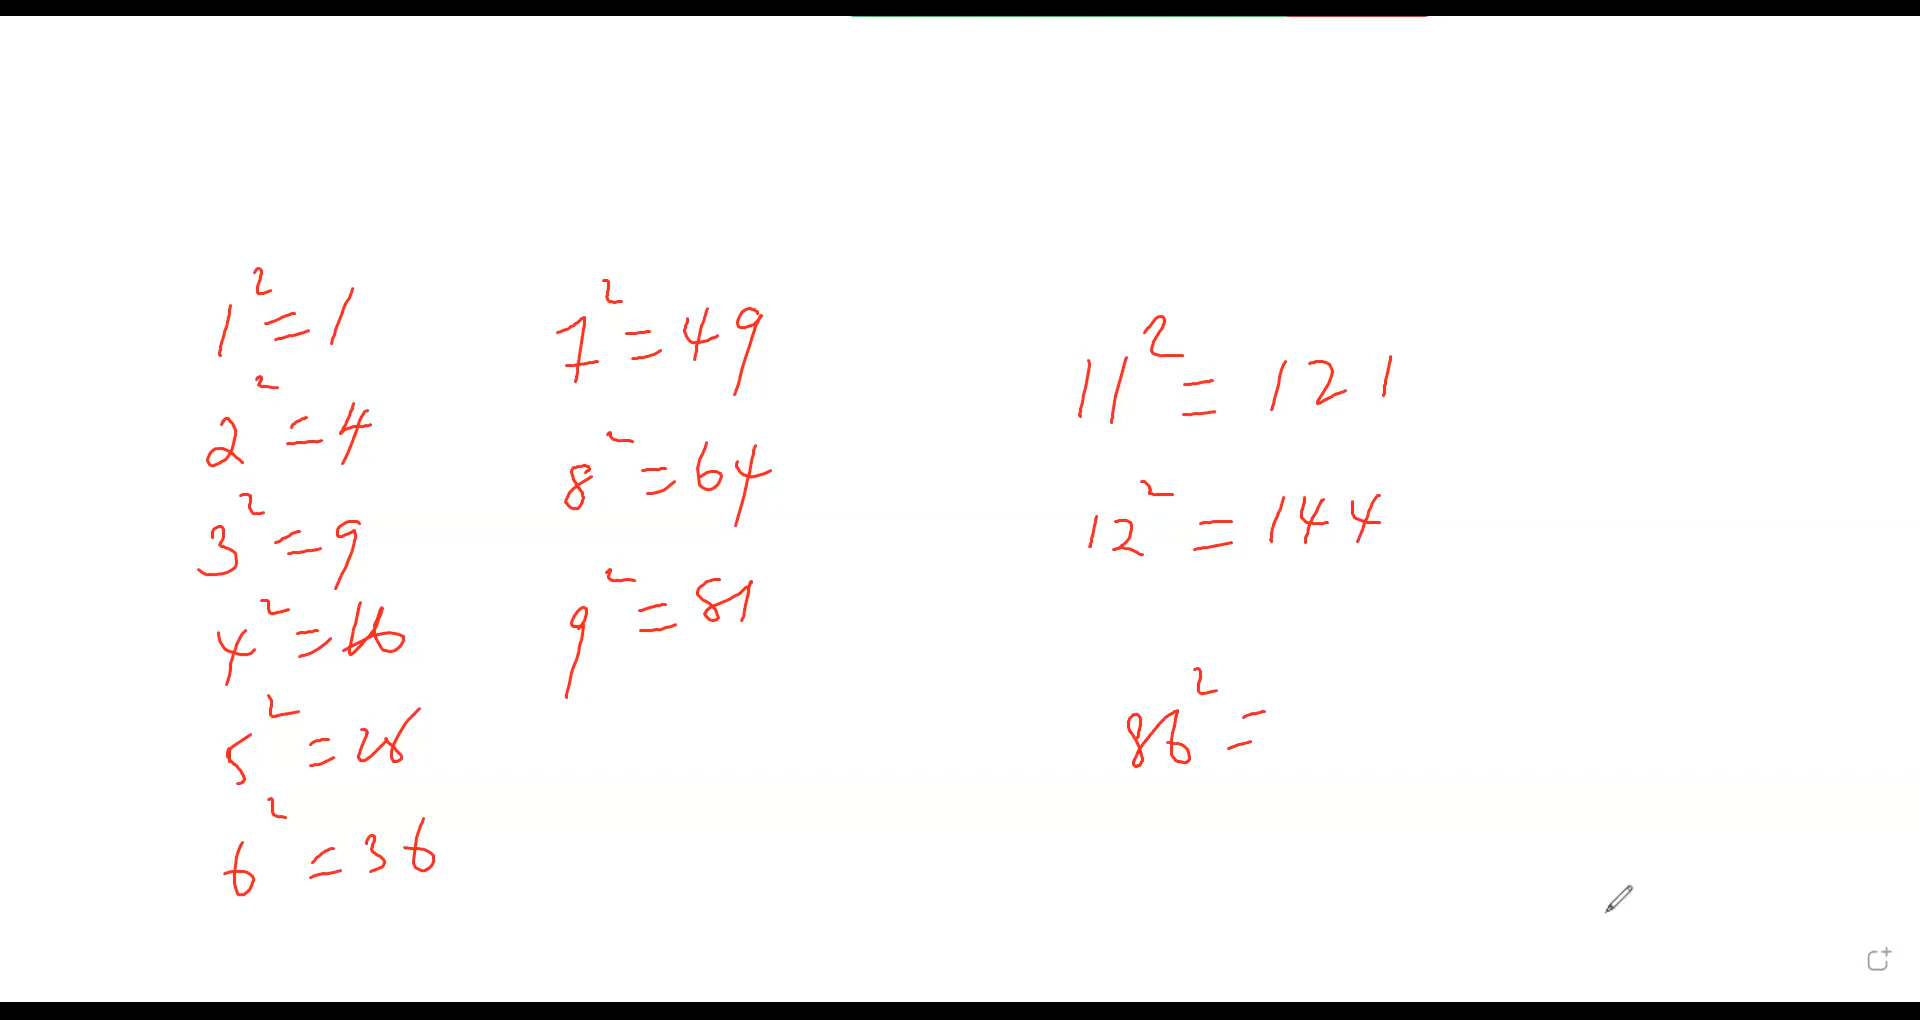 1² = 1
2² = 4
3² = 9
4² = 16
5² = 25
6² = 36
7² = 49
8² = 64
9² = 81
11² = 121
12² = 144
86² =